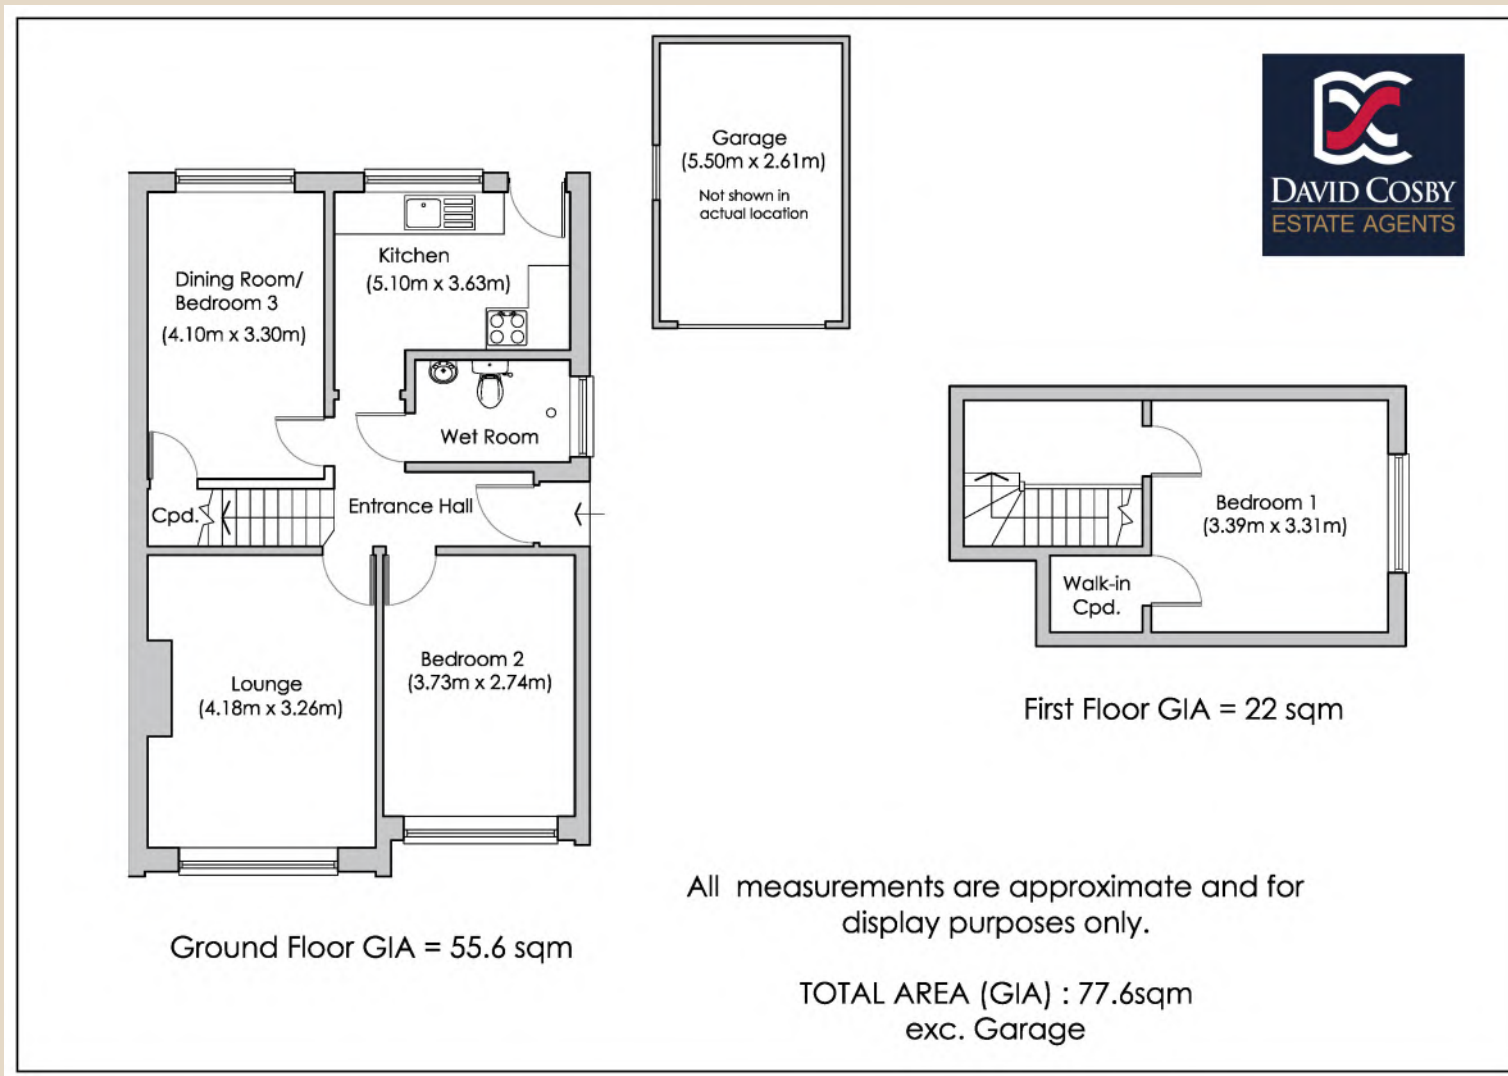 Garage
(5.50m x 2.61m)
Not shown in
actual location
DAVID COSBY
ESTATE AGENTS
Dining Room/
Bedroom 3
(4.10m x 3.30m)
Kitchen
(5.10m x 3.63m)
Wet Room
Cpd.
Entrance Hall
Lounge
(4.18m x 3.26m)
Bedroom 2
(3.73m x 2.74m)
Ground Floor GIA = 55.6 sqm
Bedroom 1
(3.39m x 3.31m)
Walk-in
Cpd.
First Floor GIA = 22 sqm
All measurements are approximate and for
display purposes only.
TOTAL AREA (GIA) : 77.6sqm
exc. Garage